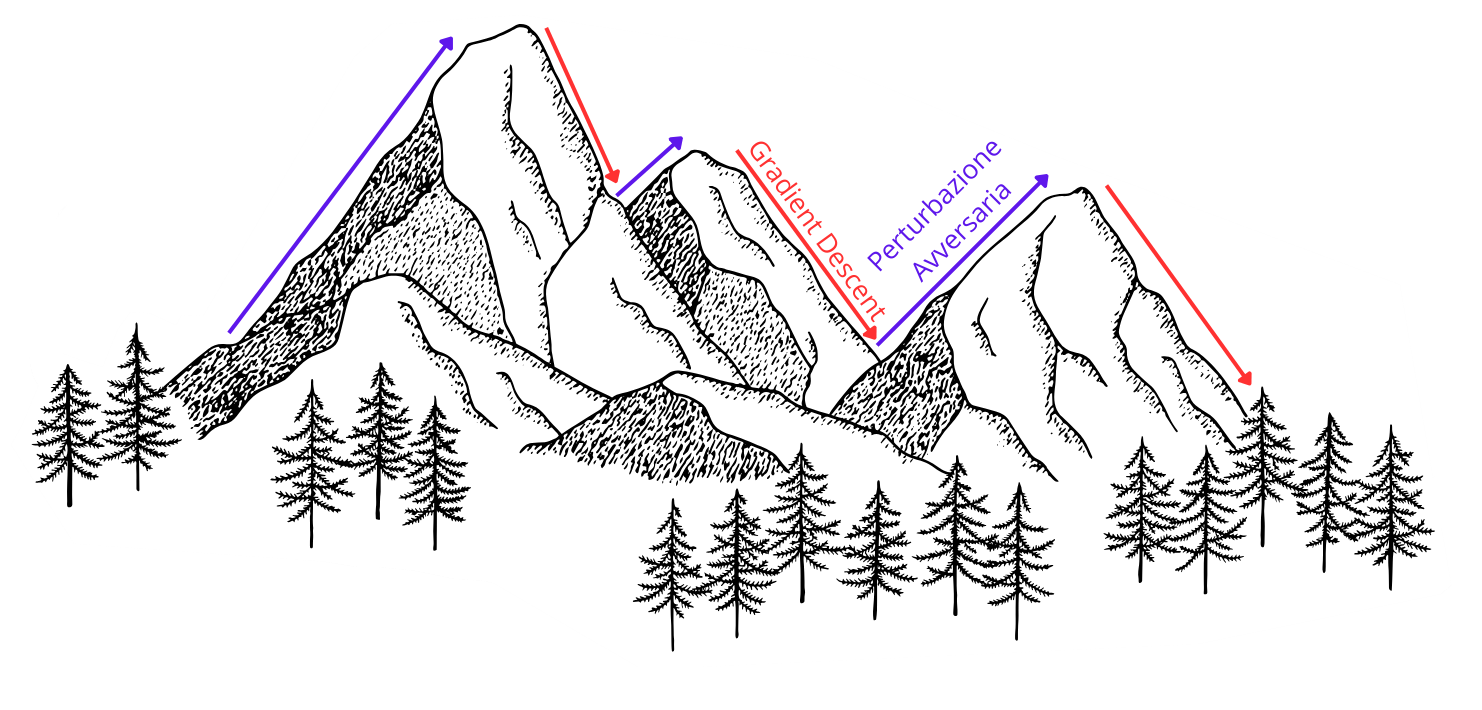 Gradient Descent
Perturbazione
Avversaria